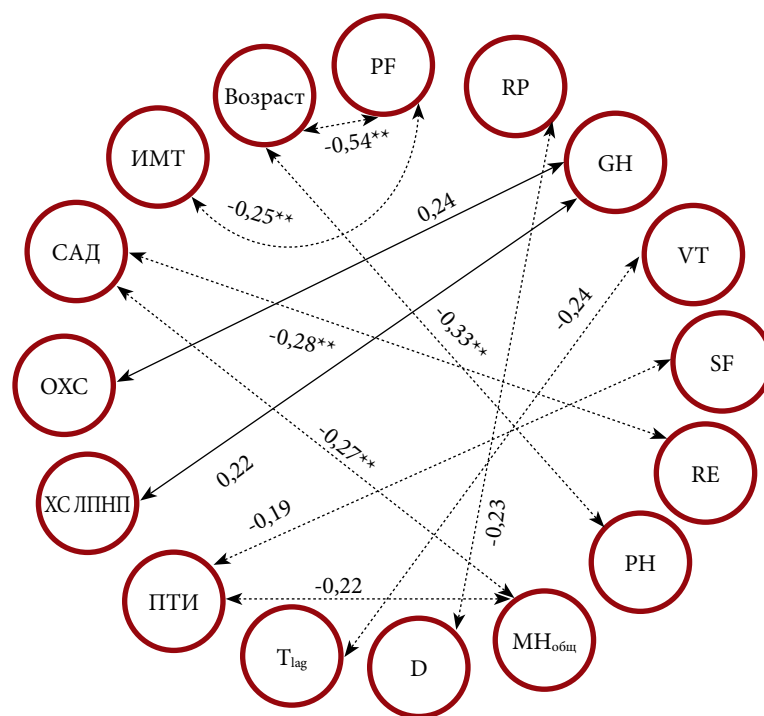 PF
RP
Возраст
-0,54**
ИМТ
GH
-0,25**
0,24
САД
VT
-0,24
-0,28**
-0,33**
SF
ОХС
-0,27**
0,22
RE
ХС ЛПНП
-0,19
-0,23
PH
-0,22
ПТИ
MHобщ
Tlag
D